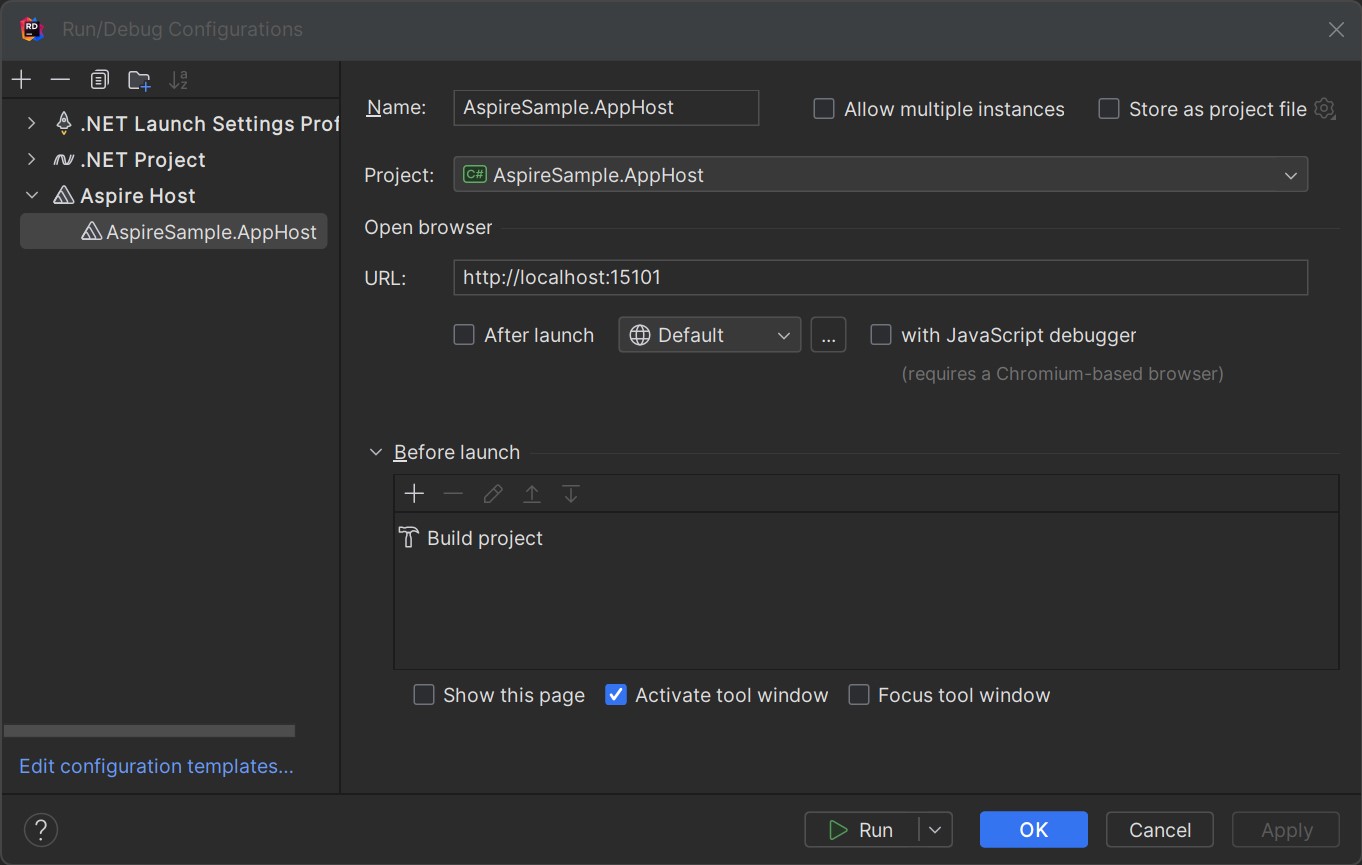 RD
Run/Debug Configurations
.NET Launch Settings Prof
.NET Project
Aspire Host
AspireSample.AppHost
Edit configuration templates...
Name: AspireSample.AppHost
Allow multiple instances
Store as project file
Project: C# AspireSample.AppHost
Open browser
URL: http://localhost:15101
After launch
Default
...
with JavaScript debugger
(requires a Chromium-based browser)
Before launch
Build project
Show this page
Activate tool window
Focus tool window
?
Run
OK
Cancel
Apply